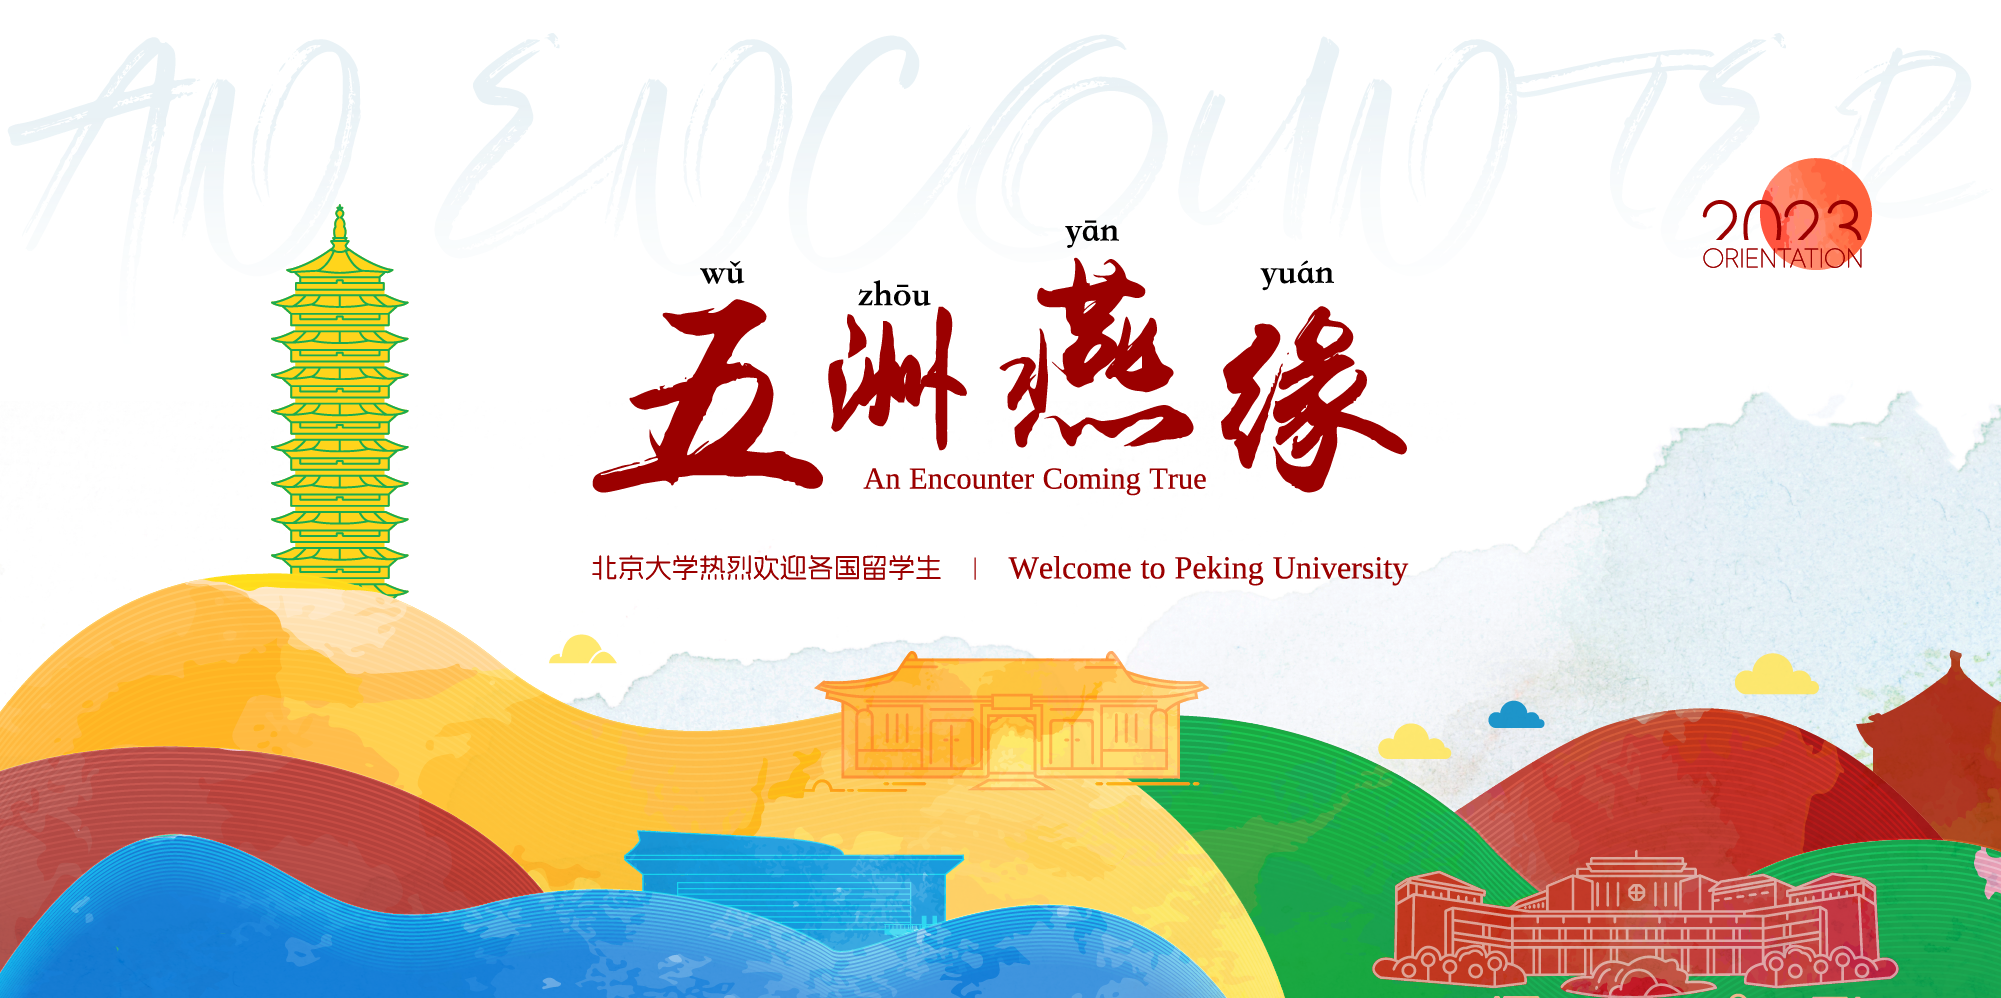 AN ENCOUNTER
2023
ORIENTATION
wǔ zhōu yān yuán
五洲燕缘
An Encounter Coming True
北京大学热烈欢迎各国留学生 | Welcome to Peking University